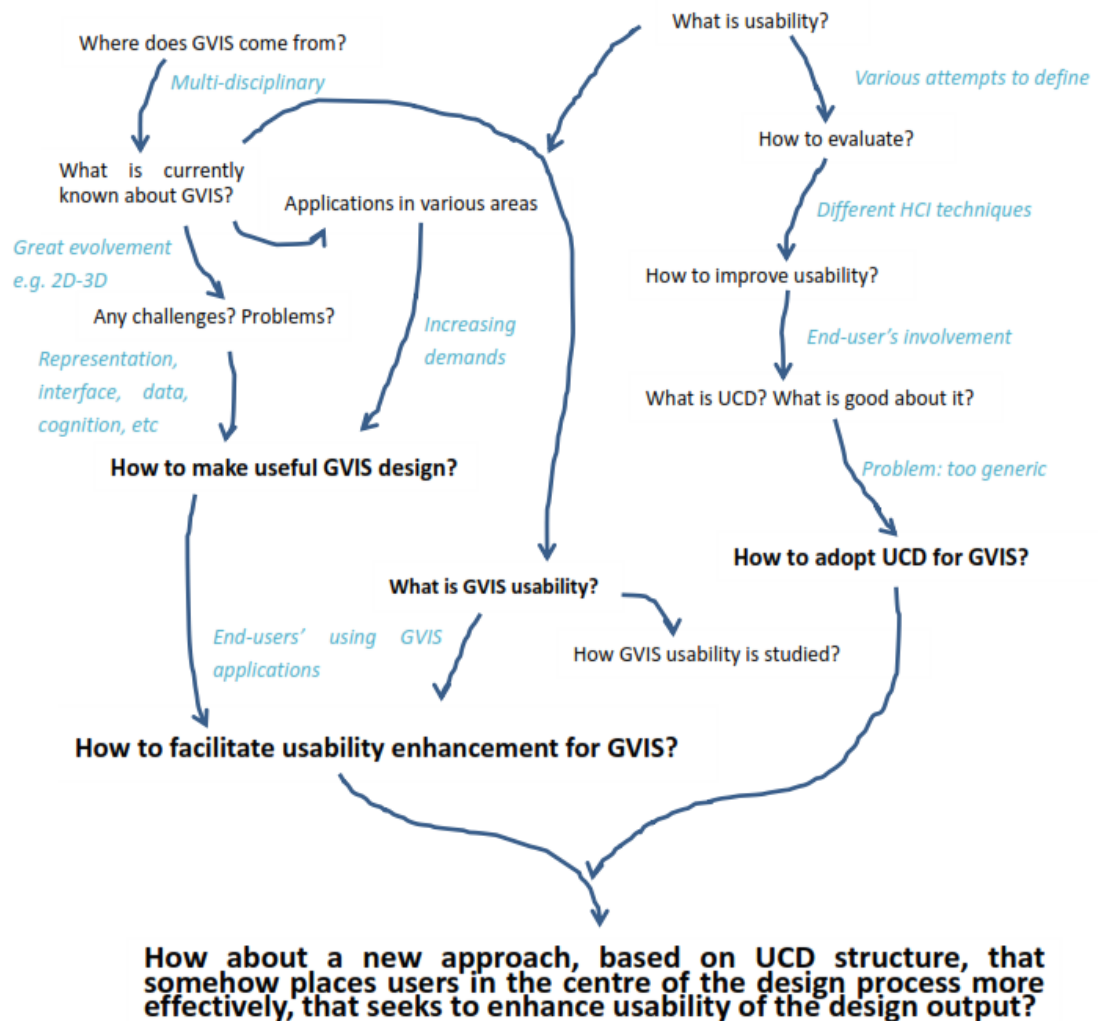 Where does GVIS come from?
What is usability?
Multi-disciplinary
Various attempts to define
How to evaluate?
What is currently
known about GVIS?
Applications in various areas
Different HCI techniques
Great evolvement
e.g. 2D-3D
How to improve usability?
Any challenges? Problems?
Increasing
demands
End-user’s involvement
Representation,
interface, data,
cognition, etc
What is UCD? What is good about it?
How to make useful GVIS design?
Problem: too generic
How to adopt UCD for GVIS?
What is GVIS usability?
End-users’ using GVIS
applications
How GVIS usability is studied?
How to facilitate usability enhancement for GVIS?
How about a new approach, based on UCD structure, that
somehow places users in the centre of the design process more
effectively, that seeks to enhance usability of the design output?